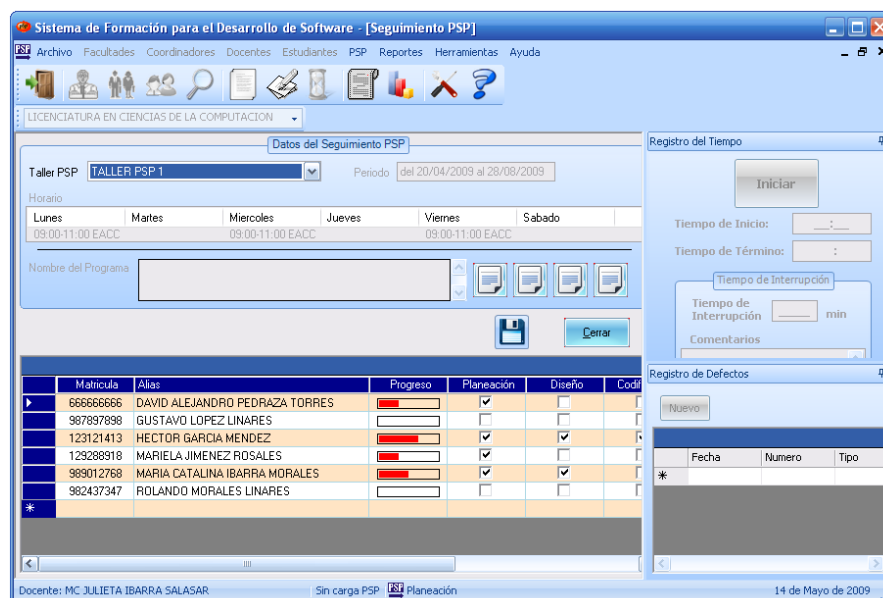 Sistema de Formación para el Desarrollo de Software - [Seguimiento PSP]
PSP Archivo Facultades Coordinadores Docentes Estudiantes PSP Reportes Herramientas Ayuda
LICENCIATURA EN CIENCIAS DE LA COMPUTACION
Datos del Seguimiento PSP
Taller PSP TALLER PSP 1 Periodo del 20/04/2009 al 28/08/2009
Horario
Lunes Martes Miercoles Jueves Viernes Sabado
09:00-11:00 EACC 09:00-11:00 EACC 09:00-11:00 EACC
Nombre del Programa
Cerrar
Matricula Alias Progreso Planeación Diseño Codif
666666666 DAVID ALEJANDRO PEDRAZA TORRES
987897898 GUSTAVO LOPEZ LINARES
123121413 HECTOR GARCIA MENDEZ
129288918 MARIELA JIMENEZ ROSALES
989012768 MARIA CATALINA IBARRA MORALES
982437347 ROLANDO MORALES LINARES
Registro del Tiempo
Iniciar
Tiempo de Inicio: __:__
Tiempo de Término: :
Tiempo de Interrupción
Tiempo de
Interrupción ____ min
Comentarios
Registro de Defectos
Nuevo
Fecha Numero Tipo
Docente: MC JULIETA IBARRA SALASAR Sin carga PSP PSP Planeación 14 de Mayo de 2009